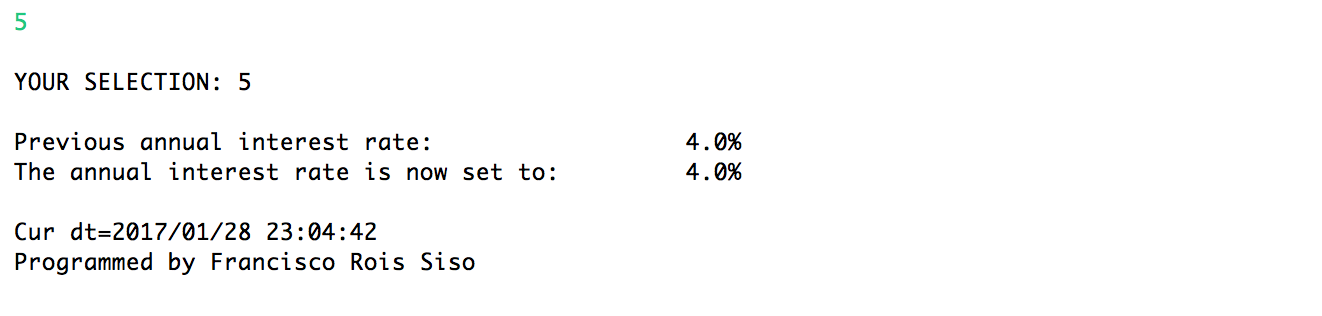 5
YOUR SELECTION: 5
Previous annual interest rate: 4.0%
The annual interest rate is now set to: 4.0%
Cur dt=2017/01/28 23:04:42
Programmed by Francisco Rois Siso